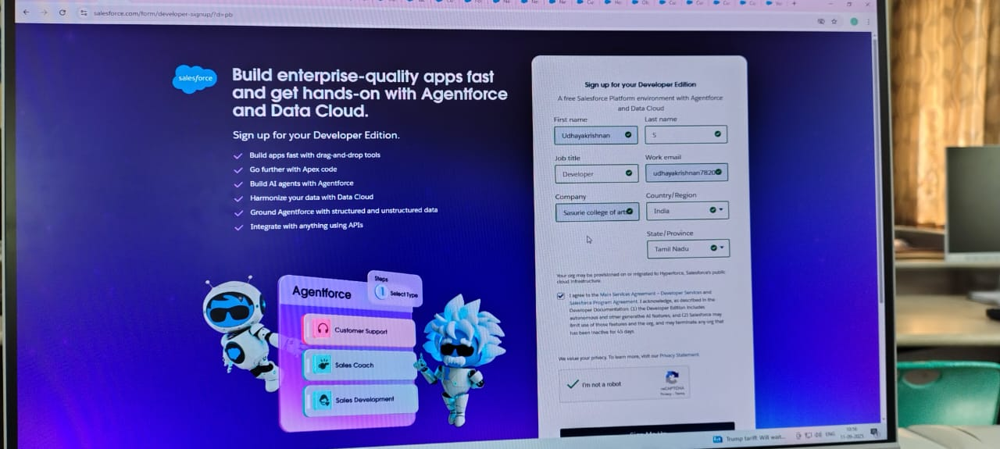 salesforce.com/form/developer-signup/?d=pb
salesforce
Build enterprise-quality apps fast
and get hands-on with Agentforce
and Data Cloud.
Sign up for your Developer Edition.
Build apps fast with drag-and-drop tools
Go further with Apex code
Build AI agents with Agentforce
Harmonize your data with Data Cloud
Ground Agentforce with structured and unstructured data
Integrate with anything using APIs
Agentforce
Steps
1 Select Type
Customer Support
Sales Coach
Sales Development
Sign up for your Developer Edition
A free Salesforce Platform environment with Agentforce
and Data Cloud
First name Last name
Udhayakrishnan S
Job title Work email
Developer udhayakrishnan7820
Company Country/Region
Sasurie college of arts India
State/Province
Tamil Nadu
Your org may be provisioned on or migrated to Hyperforce, Salesforce's public
cloud infrastructure.
I agree to the Main Services Agreement – Developer Services and
Salesforce Program Agreement. I acknowledge, as described in the
Developer Documentation: (1) the Developer Edition includes
autonomous and other generative AI features; and (2) Salesforce may
limit use of those features and the org, and may terminate any org that
has been inactive for 45 days.
We value your privacy. To learn more, visit our Privacy Statement.
I'm not a robot
reCAPTCHA
Privacy - Terms
Sign Me Up
Trump tariff: Will wait... ENG 10:56
11-09-2025